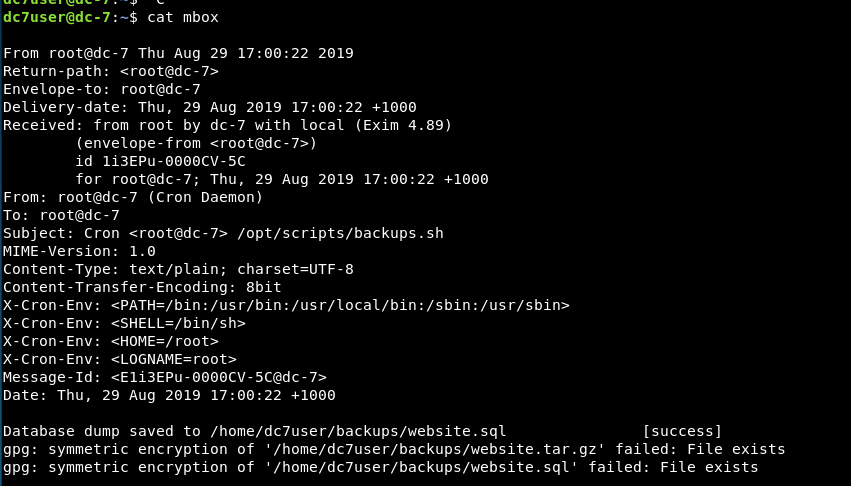 dc7user@dc-7:~$ ^C
dc7user@dc-7:~$ cat mbox
From root@dc-7 Thu Aug 29 17:00:22 2019
Return-path: <root@dc-7>
Envelope-to: root@dc-7
Delivery-date: Thu, 29 Aug 2019 17:00:22 +1000
Received: from root by dc-7 with local (Exim 4.89)
(envelope-from <root@dc-7>)
id 1i3EPu-0000CV-5C
for root@dc-7; Thu, 29 Aug 2019 17:00:22 +1000
From: root@dc-7 (Cron Daemon)
To: root@dc-7
Subject: Cron <root@dc-7> /opt/scripts/backups.sh
MIME-Version: 1.0
Content-Type: text/plain; charset=UTF-8
Content-Transfer-Encoding: 8bit
X-Cron-Env: <PATH=/bin:/usr/bin:/usr/local/bin:/sbin:/usr/sbin>
X-Cron-Env: <SHELL=/bin/sh>
X-Cron-Env: <HOME=/root>
X-Cron-Env: <LOGNAME=root>
Message-Id: <E1i3EPu-0000CV-5C@dc-7>
Date: Thu, 29 Aug 2019 17:00:22 +1000
Database dump saved to /home/dc7user/backups/website.sql [success]
gpg: symmetric encryption of '/home/dc7user/backups/website.tar.gz' failed: File exists
gpg: symmetric encryption of '/home/dc7user/backups/website.sql' failed: File exists